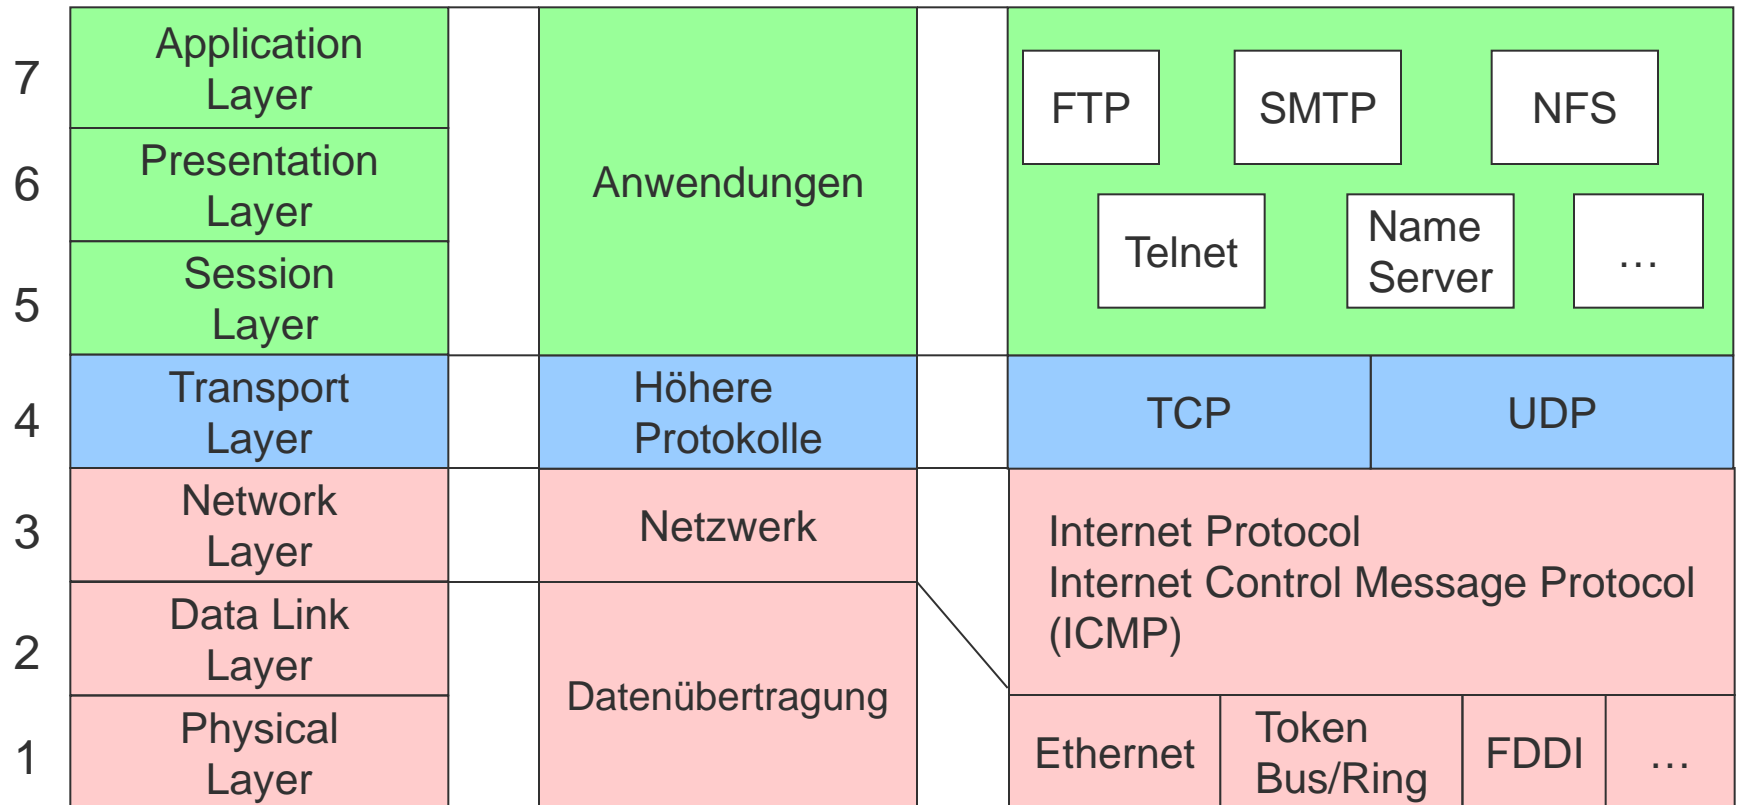 7
Application
Layer
6
Presentation
Layer
5
Session
Layer
4
Transport
Layer
3
Network
Layer
2
Data Link
Layer
1
Physical
Layer
Anwendungen
Höhere
Protokolle
Netzwerk
Datenübertragung
FTP
SMTP
NFS
Telnet
Name
Server
…
TCP
UDP
Internet Protocol
Internet Control Message Protocol
(ICMP)
Ethernet
Token
Bus/Ring
FDDI
…